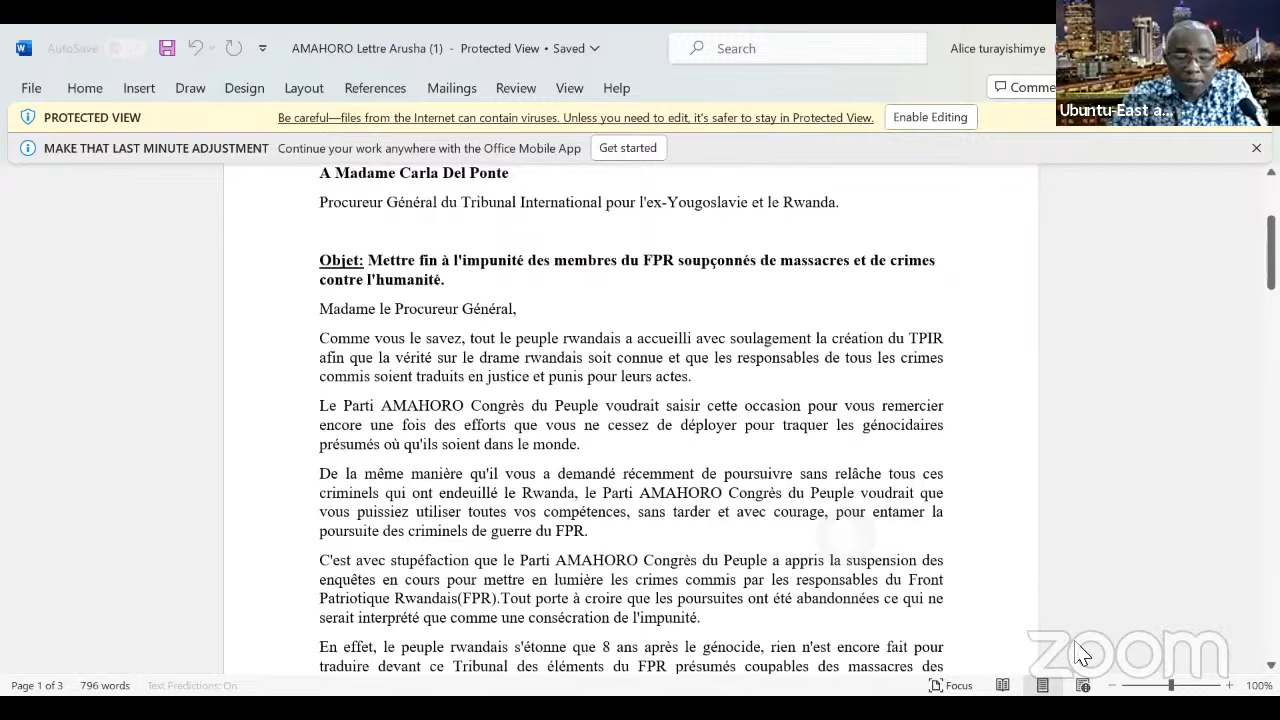 AutoSave
AMAHORO Lettre Arusha (1) - Protected View • Saved
Search
Alice turayishimye
File Home Insert Draw Design Layout References Mailings Review View Help
Comme
Ubuntu-East a...
PROTECTED VIEW Be careful—files from the Internet can contain viruses. Unless you need to edit, it's safer to stay in Protected View. Enable Editing
MAKE THAT LAST MINUTE ADJUSTMENT Continue your work anywhere with the Office Mobile App Get started
A Madame Carla Del Ponte
Procureur Général du Tribunal International pour l'ex-Yougoslavie et le Rwanda.
Objet: Mettre fin à l'impunité des membres du FPR soupçonnés de massacres et de crimes
contre l'humanité.
Madame le Procureur Général,
Comme vous le savez, tout le peuple rwandais a accueilli avec soulagement la création du TPIR
afin que la vérité sur le drame rwandais soit connue et que les responsables de tous les crimes
commis soient traduits en justice et punis pour leurs actes.
Le Parti AMAHORO Congrès du Peuple voudrait saisir cette occasion pour vous remercier
encore une fois des efforts que vous ne cessez de déployer pour traquer les génocidaires
présumés où qu'ils soient dans le monde.
De la même manière qu'il vous a demandé récemment de poursuivre sans relâche tous ces
criminels qui ont endeuillé le Rwanda, le Parti AMAHORO Congrès du Peuple voudrait que
vous puissiez utiliser toutes vos compétences, sans tarder et avec courage, pour entamer la
poursuite des criminels de guerre du FPR.
C'est avec stupéfaction que le Parti AMAHORO Congrès du Peuple a appris la suspension des
enquêtes en cours pour mettre en lumière les crimes commis par les responsables du Front
Patriotique Rwandais(FPR).Tout porte à croire que les poursuites ont été abandonnées ce qui ne
serait interprété que comme une consécration de l'impunité.
En effet, le peuple rwandais s'étonne que 8 ans après le génocide, rien n'est encore fait pour
traduire devant ce Tribunal des éléments du FPR présumés coupables des massacres des
zoom
Page 1 of 3 796 words Text Predictions: On Focus 100%